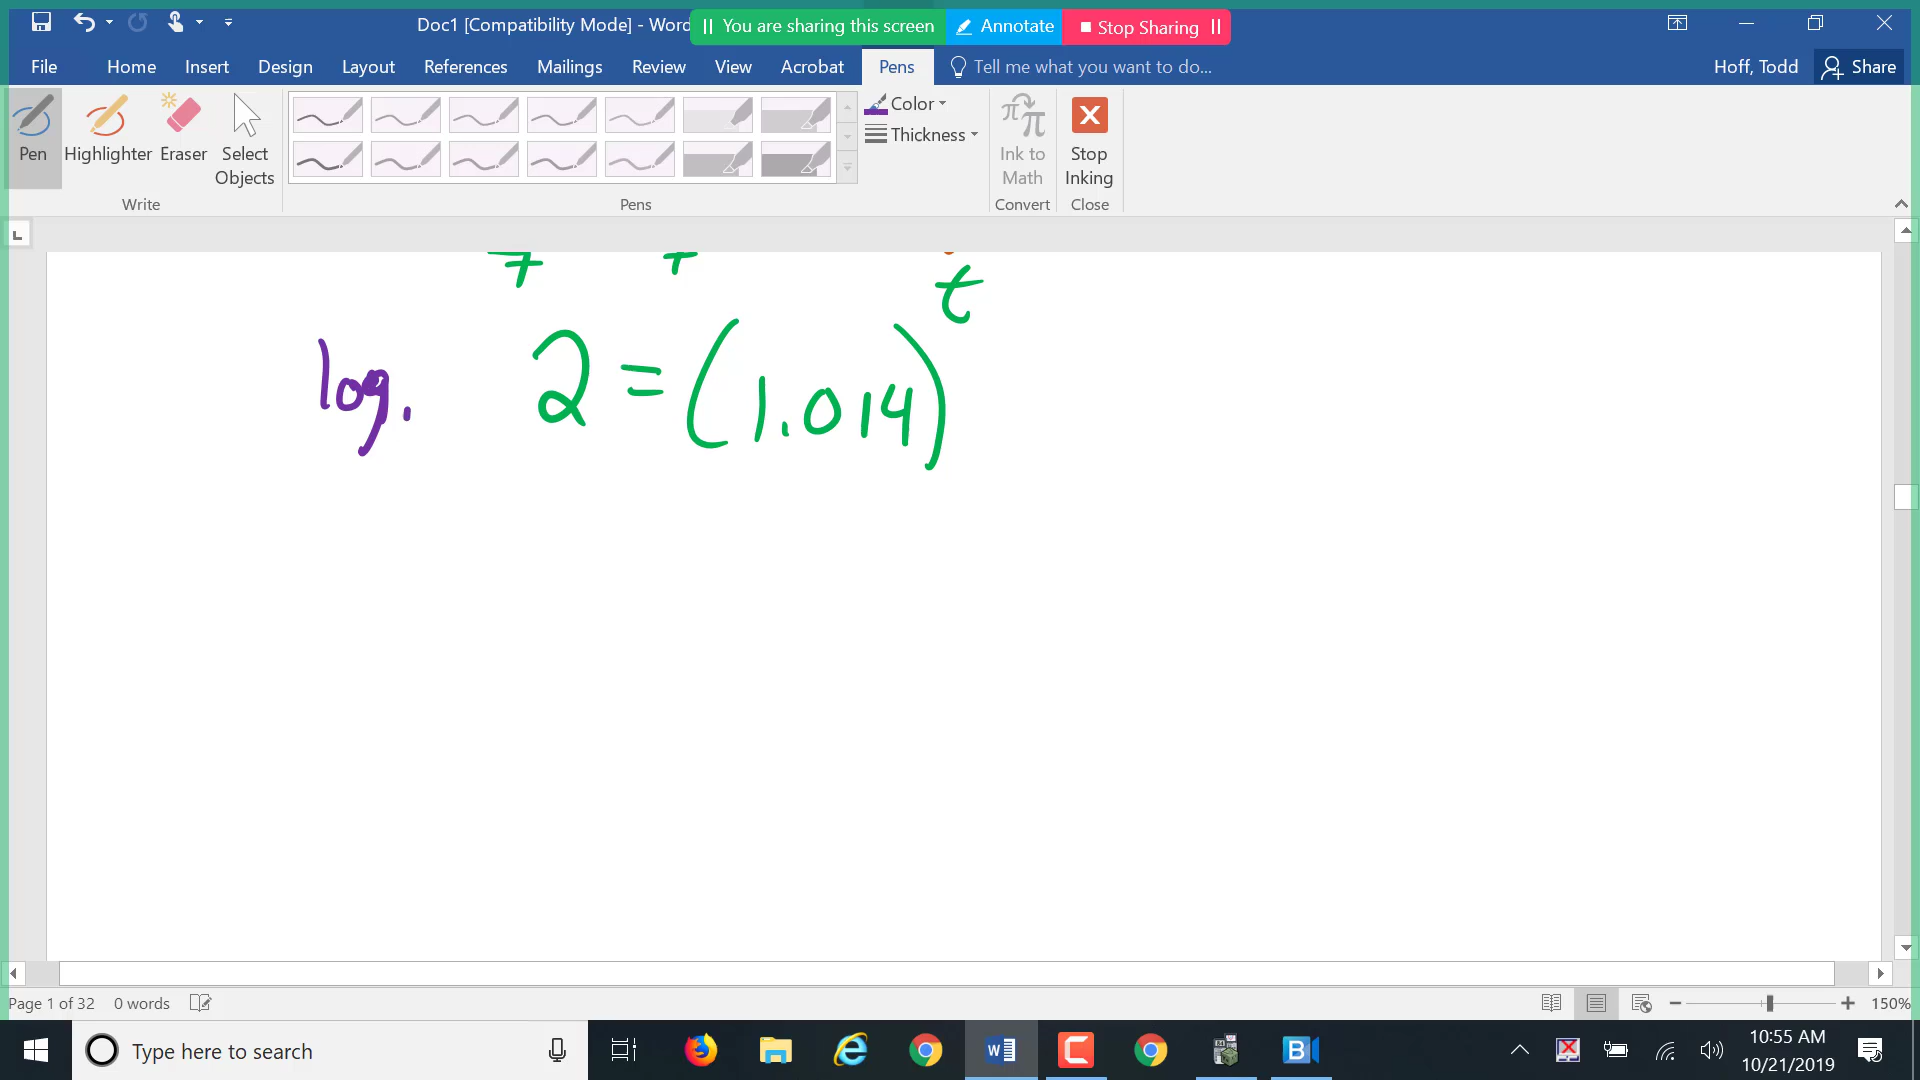 Doc1 [Compatibility Mode] - Word
You are sharing this screen
Annotate
Stop Sharing
File Home Insert Design Layout References Mailings Review View Acrobat Pens Tell me what you want to do... Hoff, Todd Share
Pen Highlighter Eraser Select Objects
Color
Thickness
Ink to Math
Stop Inking
Write Pens Convert Close
7 7
log. 2 = (1.014)^t
Page 1 of 32 0 words 150%
Type here to search
10:55 AM
10/21/2019